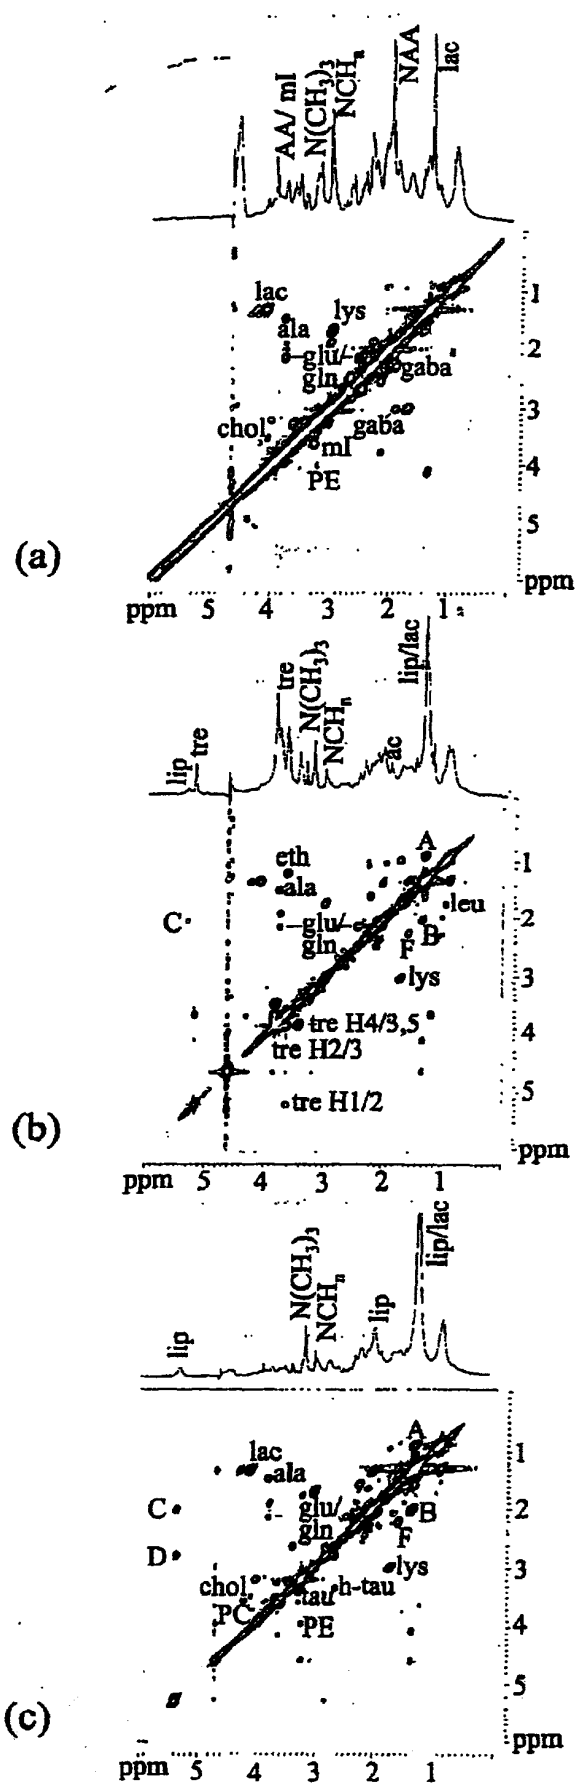 AA/ mI
N(CH3)3
NCHn
NAA
lac
lac
ala
lys
glu/
gln
gaba
chol
gaba
mI
PE
1
2
3
4
5
ppm
(a)
ppm 5 4 3 2 1
lip
tre
tre
N(CH3)3
NCHn
ac
lip/lac
A
eth
ala
leu
C
glu/
gln
B
F
lys
tre H4/3,5
tre H2/3
tre H1/2
1
2
3
4
5
ppm
(b)
ppm 5 4 3 2 1
lip
N(CH3)3
NCHn
lip
lip/lac
A
lac
ala
C
glu/
gln
B
F
D
lys
chol
tau
h-tau
PC
PE
1
2
3
4
5
ppm
(c)
ppm 5 4 3 2 1